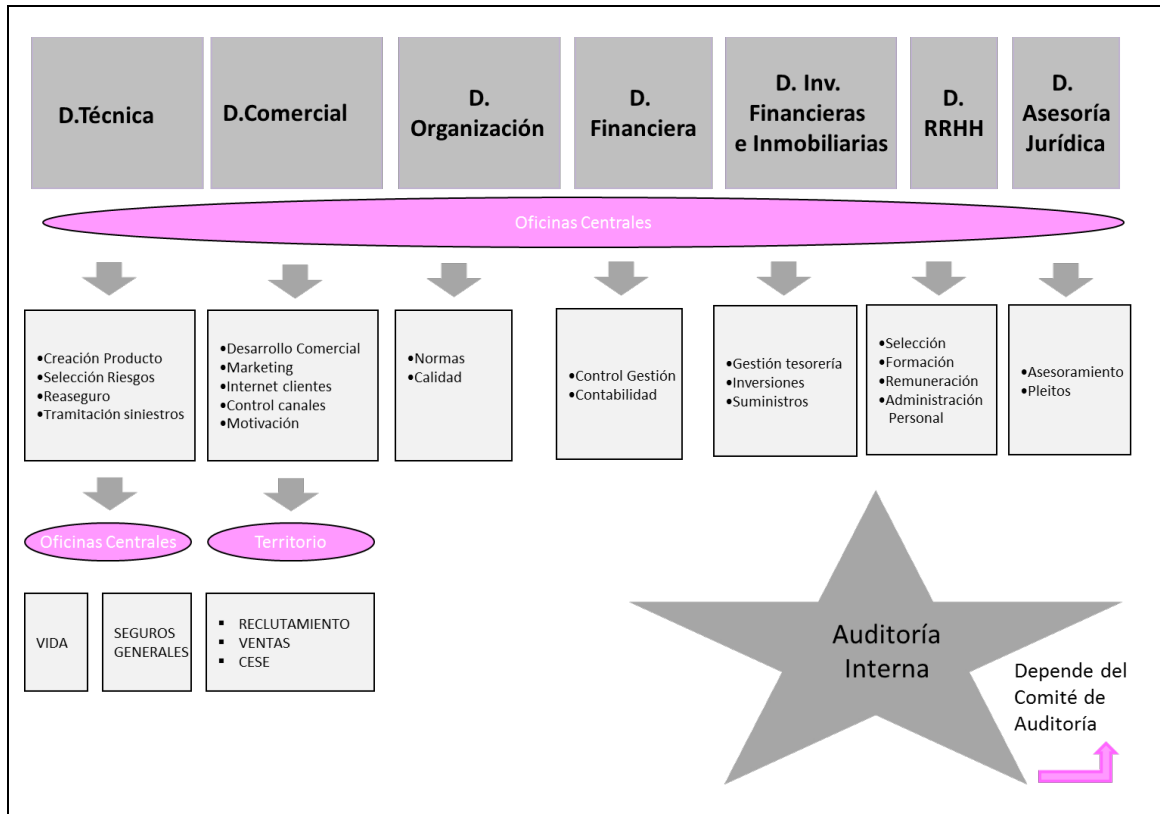 D.Técnica
D.Comercial
D.
Organización
D.
Financiera
D. Inv.
Financieras
e Inmobiliarias
D.
RRHH
D.
Asesoría
Jurídica
Oficinas Centrales
•Creación Producto
•Selección Riesgos
•Reaseguro
•Tramitación siniestros
•Desarrollo Comercial
•Marketing
•Internet clientes
•Control canales
•Motivación
•Normas
•Calidad
•Control Gestión
•Contabilidad
•Gestión tesorería
•Inversiones
•Suministros
•Selección
•Formación
•Remuneración
•Administración
Personal
•Asesoramiento
•Pleitos
Oficinas Centrales
Territorio
VIDA
SEGUROS
GENERALES
▪ RECLUTAMIENTO
▪ VENTAS
▪ CESE
Auditoría
Interna
Depende del
Comité de
Auditoría